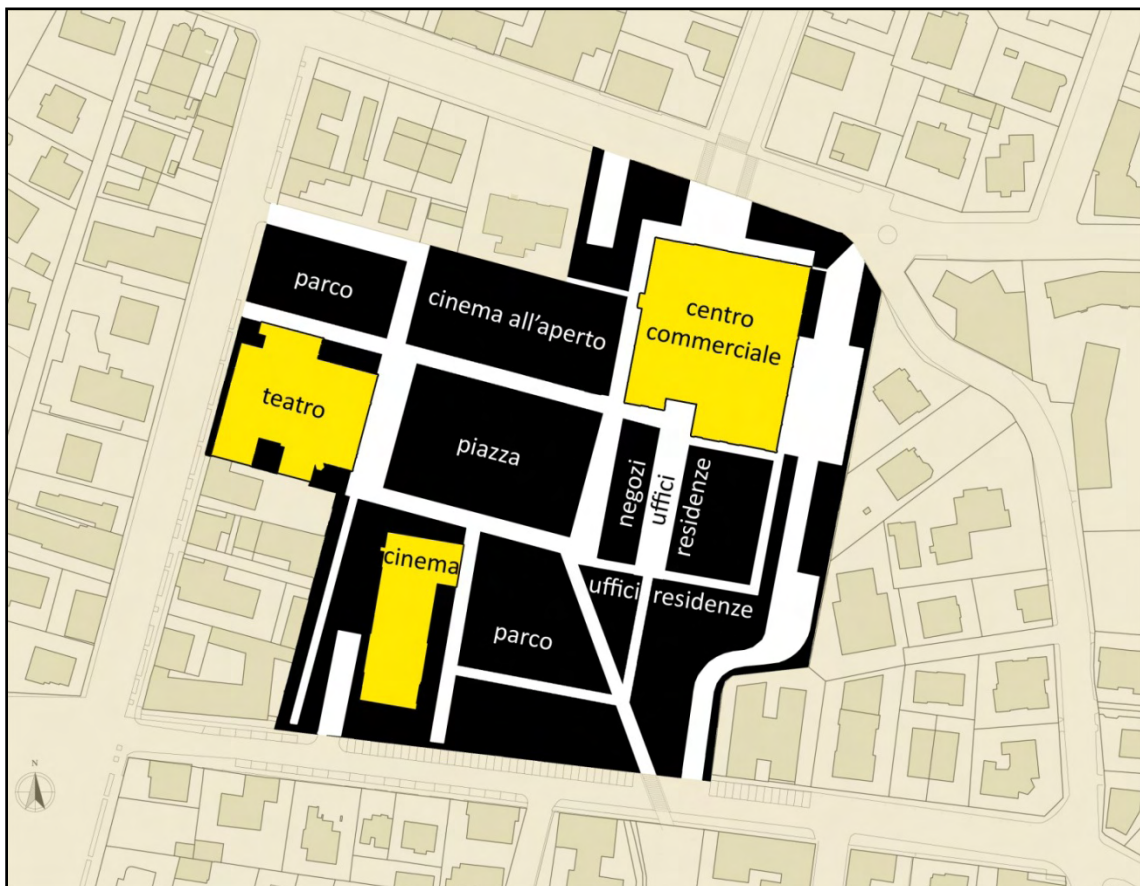 parco
cinema all'aperto
centro
commerciale
teatro
piazza
negozi
uffici
residenze
cinema
uffici
residenze
parco
N